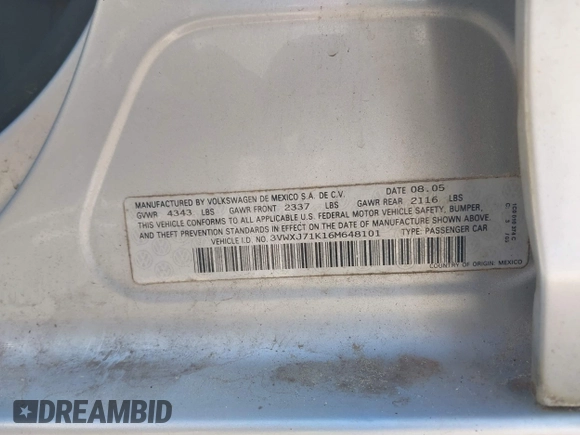 MANUFACTURED BY VOLKSWAGEN DE MEXICO S.A. DE C.V. DATE 08.05
GVWR 4343 LBS GAWR FRONT 2337 LBS GAWR REAR 2116 LBS
THIS VEHICLE CONFORMS TO ALL APPLICABLE U.S. FEDERAL MOTOR VEHICLE SAFETY, BUMPER,
AND THEFT PREVENTION STANDARDS IN EFFECT ON THE DATE OF MANUFACTURE SHOWN ABOVE.
VEHICLE I.D. NO. 3VWXJ71K16M648101 TYPE: PASSENGER CAR
COUNTRY OF ORIGIN: MEXICO
DREAMBID